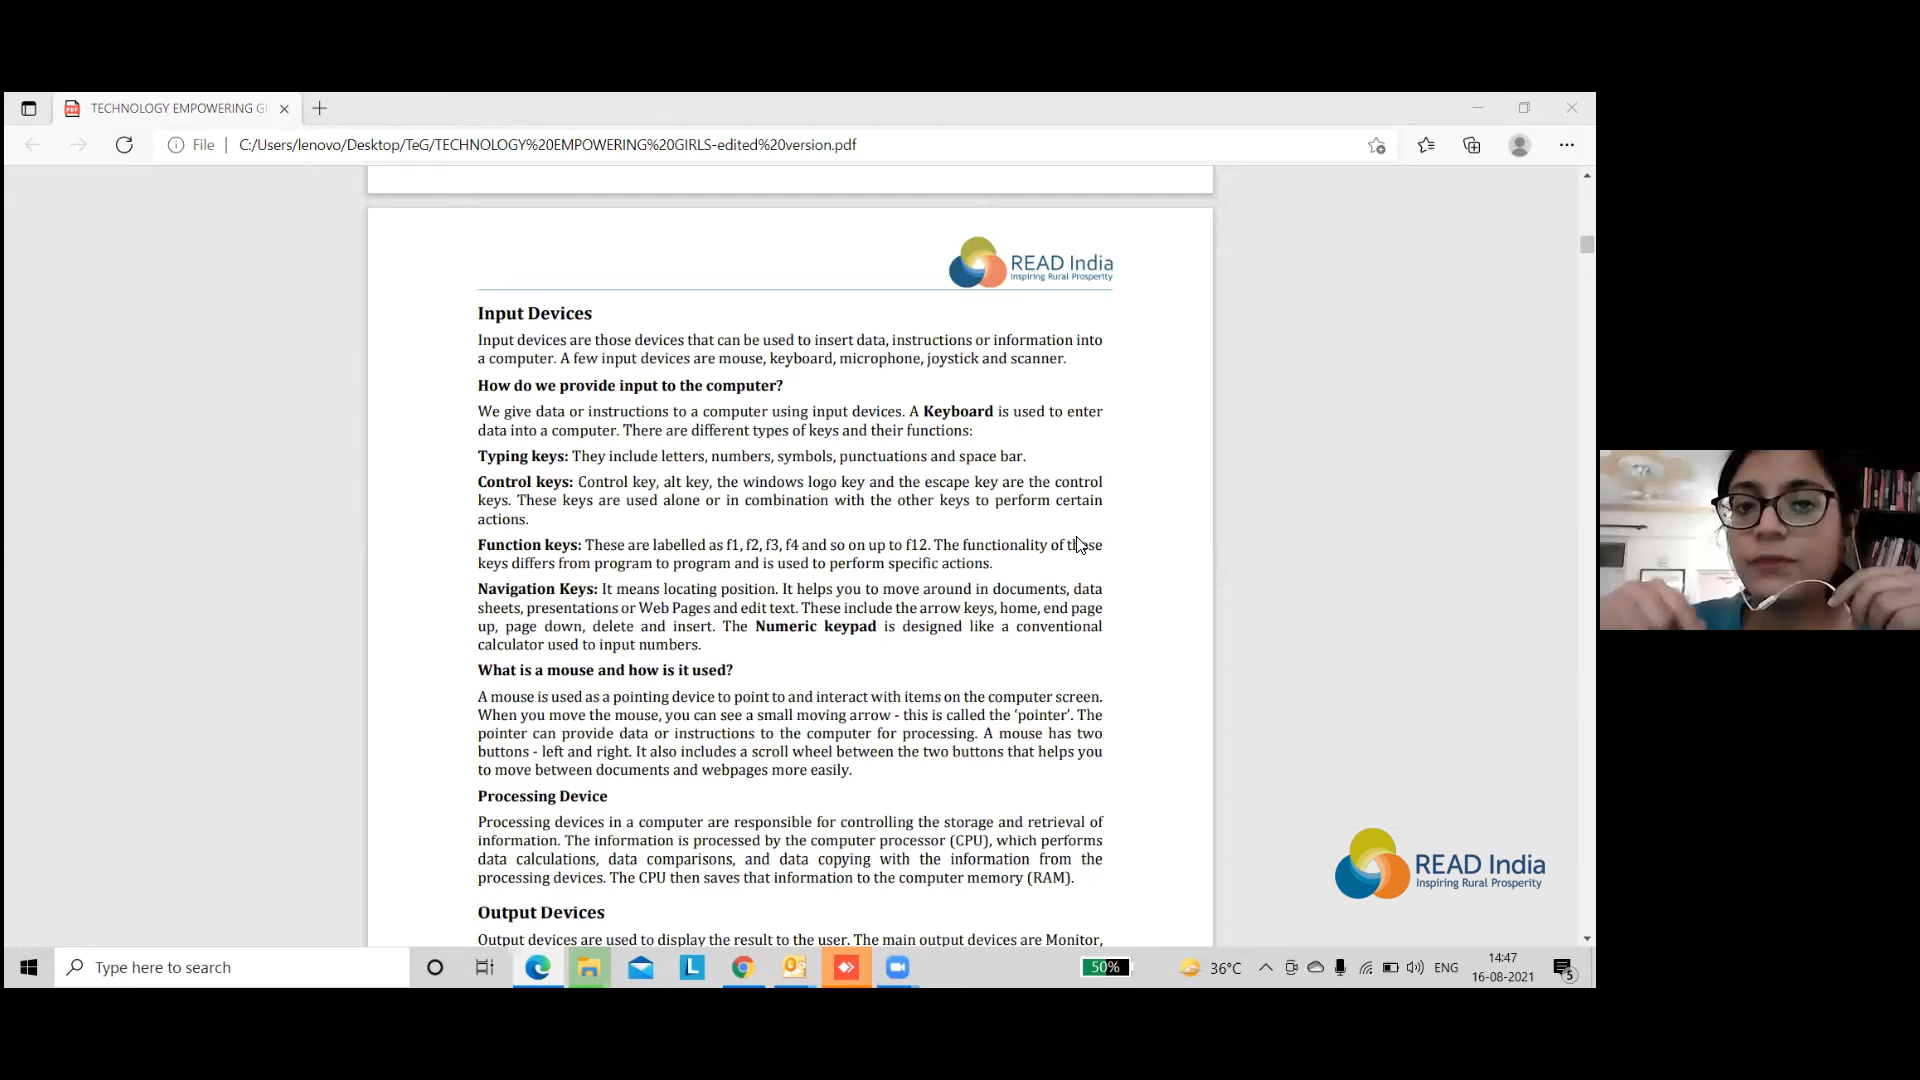 TECHNOLOGY EMPOWERING GI
File
C:/Users/lenovo/Desktop/TeG/TECHNOLOGY%20EMPOWERING%20GIRLS-edited%20version.pdf
READ India
Inspiring Rural Prosperity
Input Devices
Input devices are those devices that can be used to insert data, instructions or information into
a computer. A few input devices are mouse, keyboard, microphone, joystick and scanner.
How do we provide input to the computer?
We give data or instructions to a computer using input devices. A Keyboard is used to enter
data into a computer. There are different types of keys and their functions:
Typing keys: They include letters, numbers, symbols, punctuations and space bar.
Control keys: Control key, alt key, the windows logo key and the escape key are the control
keys. These keys are used alone or in combination with the other keys to perform certain
actions.
Function keys: These are labelled as f1, f2, f3, f4 and so on up to f12. The functionality of these
keys differs from program to program and is used to perform specific actions.
Navigation Keys: It means locating position. It helps you to move around in documents, data
sheets, presentations or Web Pages and edit text. These include the arrow keys, home, end page
up, page down, delete and insert. The Numeric keypad is designed like a conventional
calculator used to input numbers.
What is a mouse and how is it used?
A mouse is used as a pointing device to point to and interact with items on the computer screen.
When you move the mouse, you can see a small moving arrow - this is called the ‘pointer’. The
pointer can provide data or instructions to the computer for processing. A mouse has two
buttons - left and right. It also includes a scroll wheel between the two buttons that helps you
to move between documents and webpages more easily.
Processing Device
Processing devices in a computer are responsible for controlling the storage and retrieval of
information. The information is processed by the computer processor (CPU), which performs
data calculations, data comparisons, and data copying with the information from the
processing devices. The CPU then saves that information to the computer memory (RAM).
Output Devices
Output devices are used to display the result to the user. The main output devices are Monitor,
READ India
Inspiring Rural Prosperity
Type here to search
50%
36°C
ENG
14:47
16-08-2021
5